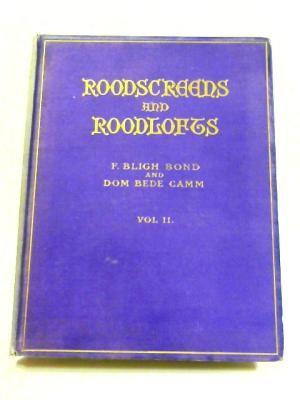 ROODSCREENS
AND
ROODLOFTS
F. BLIGH BOND
AND
DOM BEDE CAMM
VOL II.